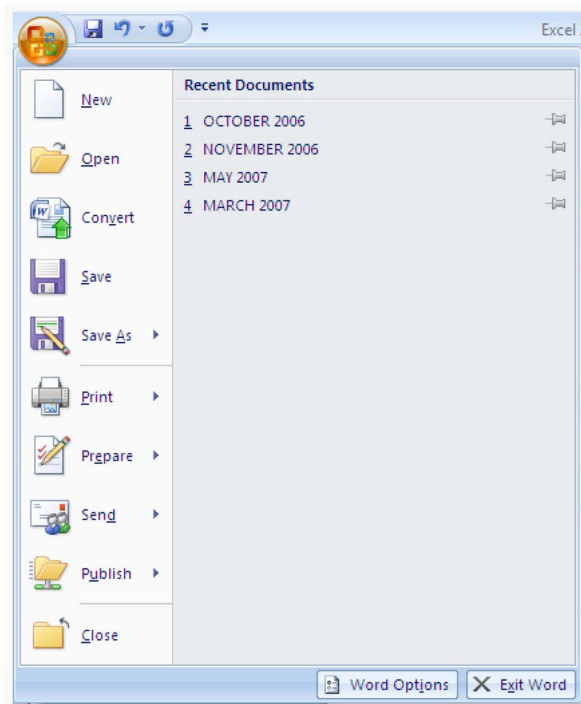 Excel
New
Open
Convert
Save
Save As
Print
Prepare
Send
Publish
Close
Recent Documents
1 OCTOBER 2006
2 NOVEMBER 2006
3 MAY 2007
4 MARCH 2007
Word Options
Exit Word